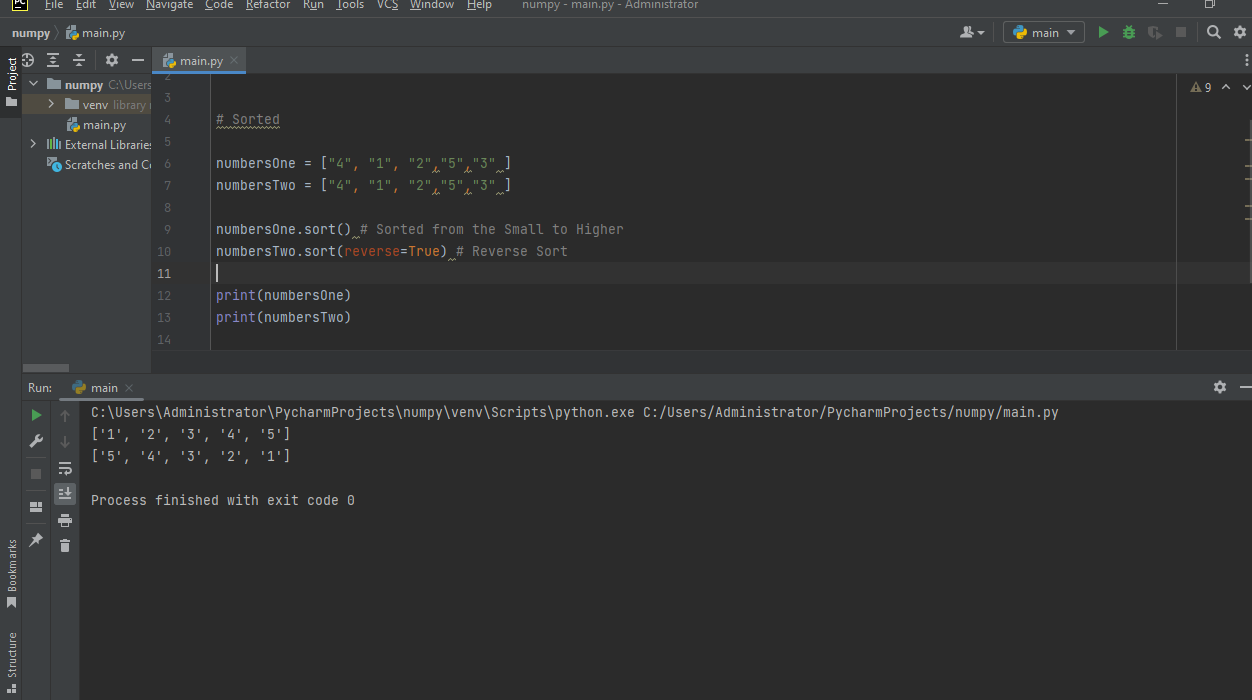 PC File Edit View Navigate Code Refactor Run Tools VCS Window Help numpy - main.py - Administrator
numpy main.py main
Project
main.py
numpy C:\Users
venv library
main.py
External Libraries
Scratches and Co
9
2
3
4 # Sorted
5
6 numbersOne = ["4", "1", "2","5","3" ]
7 numbersTwo = ["4", "1", "2","5","3" ]
8
9 numbersOne.sort() # Sorted from the Small to Higher
10 numbersTwo.sort(reverse=True) # Reverse Sort
11
12 print(numbersOne)
13 print(numbersTwo)
14
Run: main
C:\Users\Administrator\PycharmProjects\numpy\venv\Scripts\python.exe C:/Users/Administrator/PycharmProjects/numpy/main.py
['1', '2', '3', '4', '5']
['5', '4', '3', '2', '1']
Process finished with exit code 0
Bookmarks
Structure